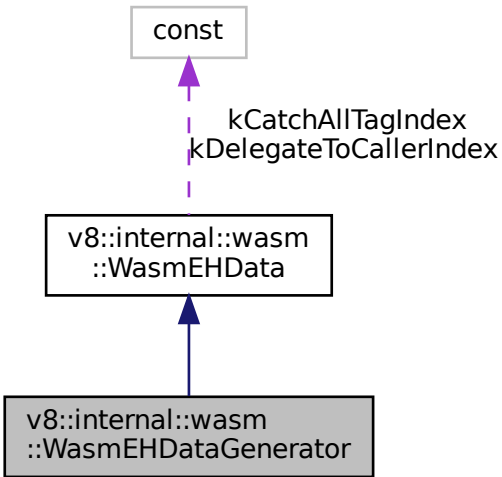 const
kCatchAllTagIndex
kDelegateToCallerIndex
v8::internal::wasm
::WasmEHData
v8::internal::wasm
::WasmEHDataGenerator